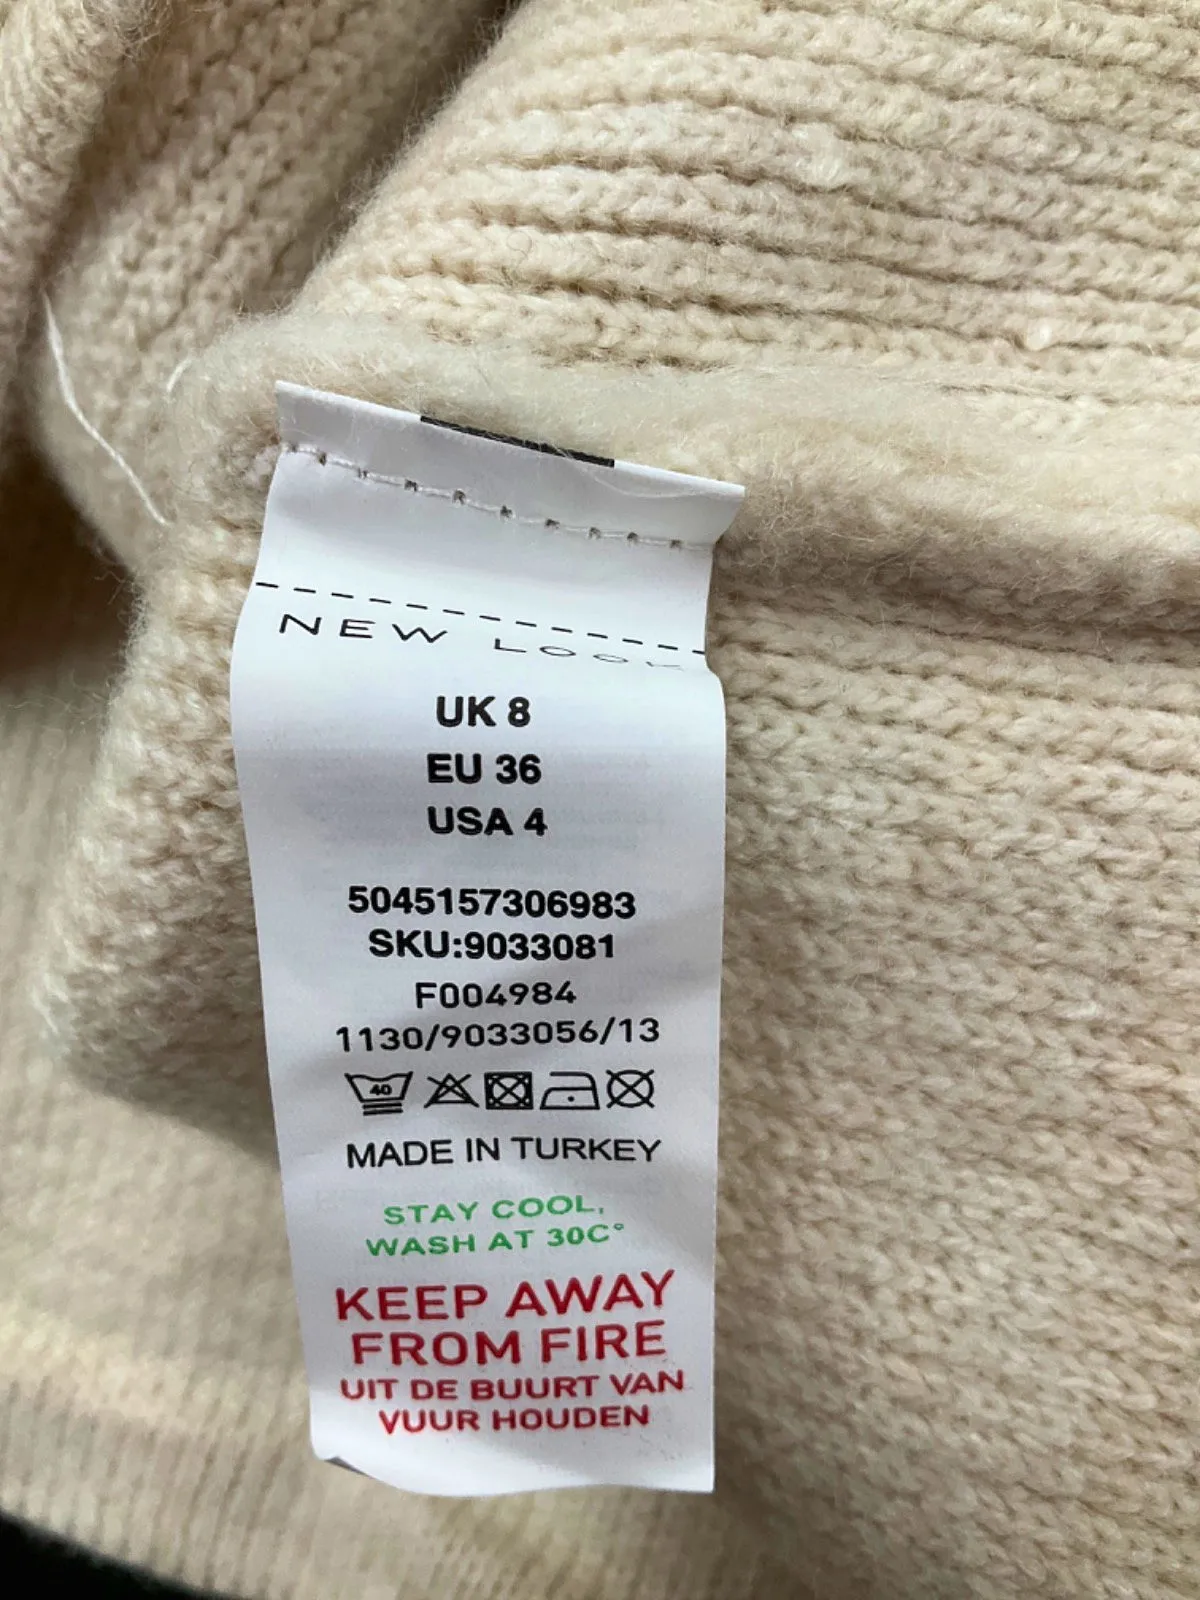 NEW LOOK
UK 8
EU 36
USA 4
5045157306983
SKU:9033081
F004984
1130/9033056/13
40
MADE IN TURKEY
STAY COOL,
WASH AT 30C°
KEEP AWAY
FROM FIRE
UIT DE BUURT VAN
VUUR HOUDEN